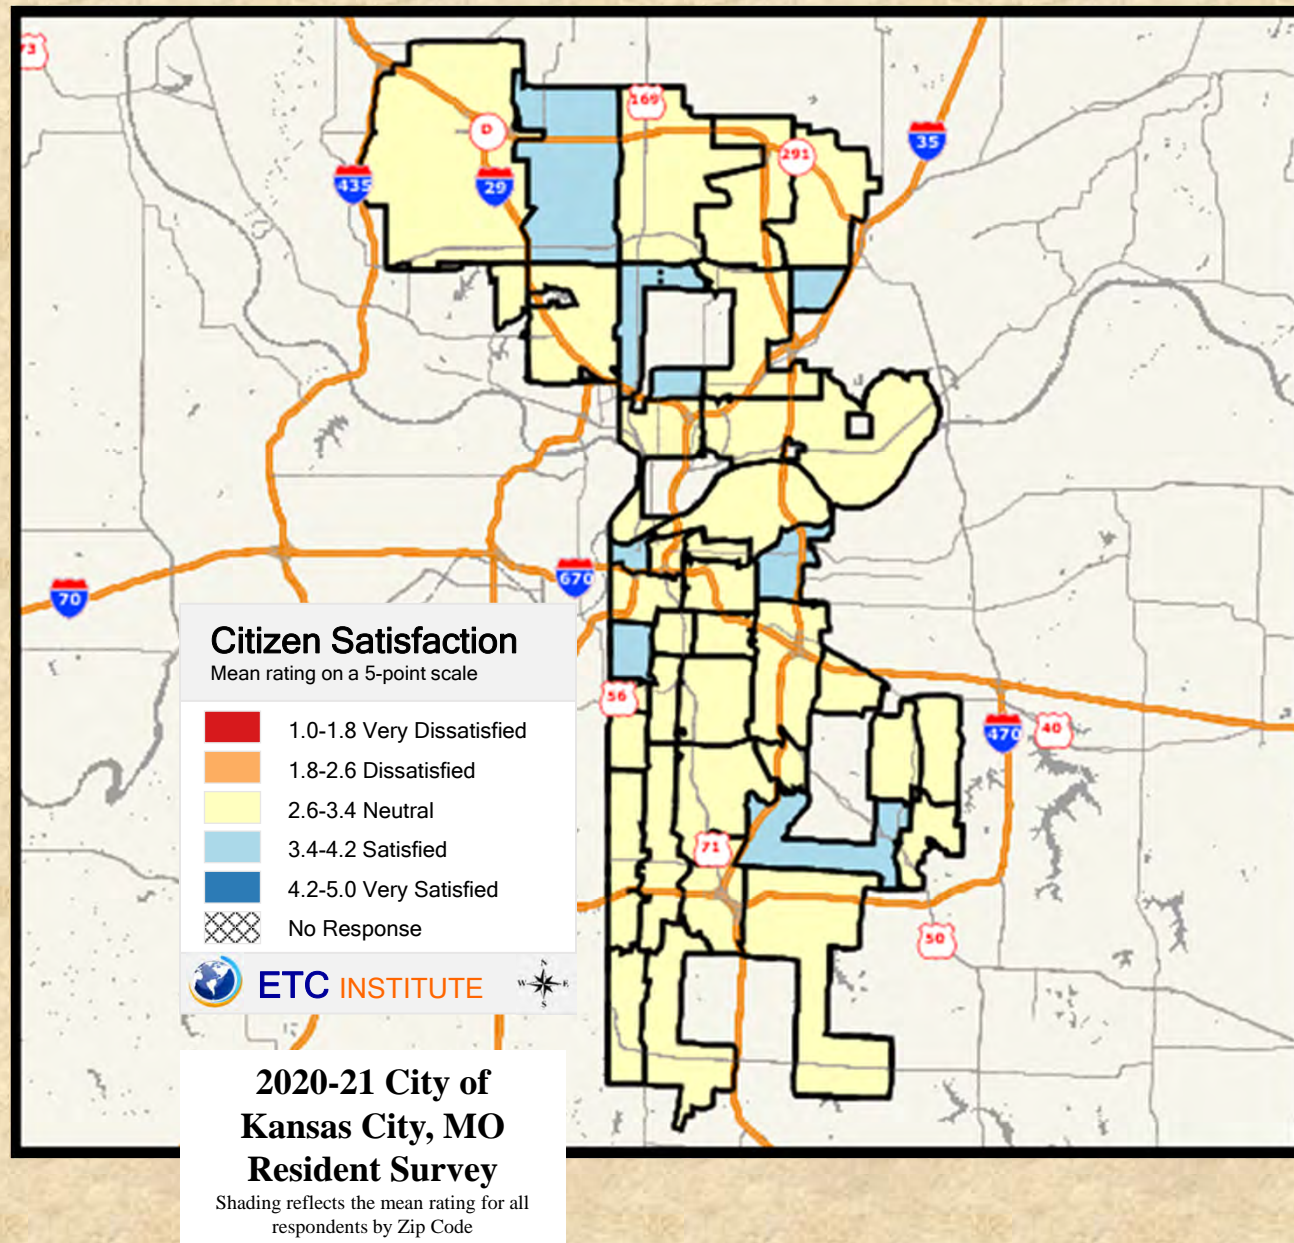 73
169
D
291
35
435
29
70
670
56
40
470
71
50
Citizen Satisfaction
Mean rating on a 5-point scale
1.0-1.8 Very Dissatisfied
1.8-2.6 Dissatisfied
2.6-3.4 Neutral
3.4-4.2 Satisfied
4.2-5.0 Very Satisfied
No Response
ETC INSTITUTE
N
W E
S
2020-21 City of
Kansas City, MO
Resident Survey
Shading reflects the mean rating for all
respondents by Zip Code